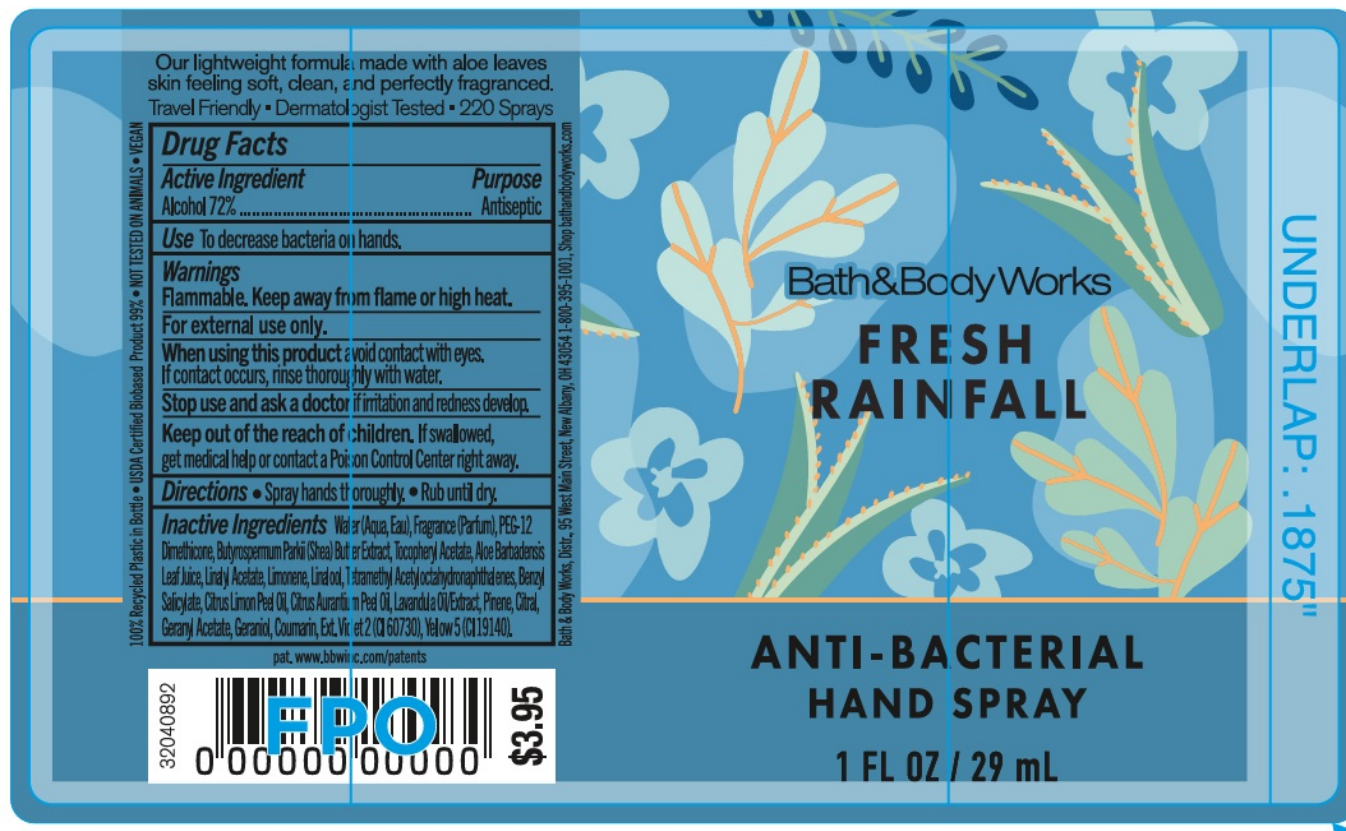 Our lightweight formula made with aloe leaves
skin feeling soft, clean, and perfectly fragranced.
Travel Friendly ▪ Dermatologist Tested ▪ 220 Sprays
Drug Facts
Active Ingredient Purpose
Alcohol 72% ........................................................ Antiseptic
Use To decrease bacteria on hands.
Warnings
Flammable. Keep away from flame or high heat.
For external use only.
When using this product avoid contact with eyes.
If contact occurs, rinse thoroughly with water.
Stop use and ask a doctor if irritation and redness develop.
Keep out of the reach of children. If swallowed,
get medical help or contact a Poison Control Center right away.
Directions • Spray hands thoroughly. • Rub until dry.
Inactive Ingredients Water (Aqua, Eau), Fragrance (Parfum), PEG-12
Dimethicone, Butyrospermum Parkii (Shea) Butter Extract, Tocopheryl Acetate, Aloe Barbadensis
Leaf Juice, Linalyl Acetate, Limonene, Linalool, Tetramethyl Acetyloctahydronaphthalenes, Benzyl
Salicylate, Citrus Limon Peel Oil, Citrus Aurantium Peel Oil, Lavandula Oil/Extract, Pinene, Citral,
Geranyl Acetate, Geraniol, Coumarin, Ext. Violet 2 (CI 60730), Yellow 5 (CI 19140).
pat. www.bbwinc.com/patents
100% Recycled Plastic in Bottle • USDA Certified Biobased Product 99% • NOT TESTED ON ANIMALS • VEGAN
Bath & Body Works, Distr., 95 West Main Street, New Albany, OH 43054 1-800-395-1001, Shop bathandbodyworks.com
32040892
FPO
0 00000 00000 0
$3.95
Bath&BodyWorks
FRESH
RAINFALL
ANTI-BACTERIAL
HAND SPRAY
1 FL OZ / 29 mL
UNDERLAP: .1875"